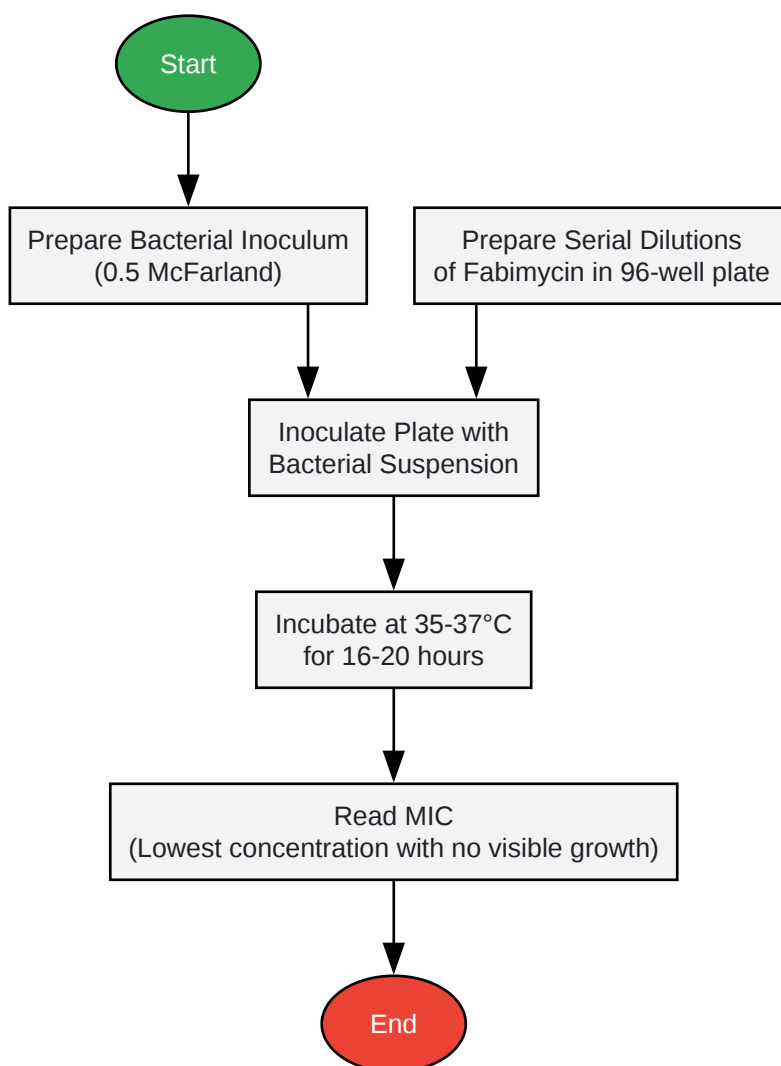 Start
Prepare Bacterial Inoculum
(0.5 McFarland)
Prepare Serial Dilutions
of Fabimycin in 96-well plate
Inoculate Plate with
Bacterial Suspension
Incubate at 35-37°C
for 16-20 hours
Read MIC
(Lowest concentration with no visible growth)
End